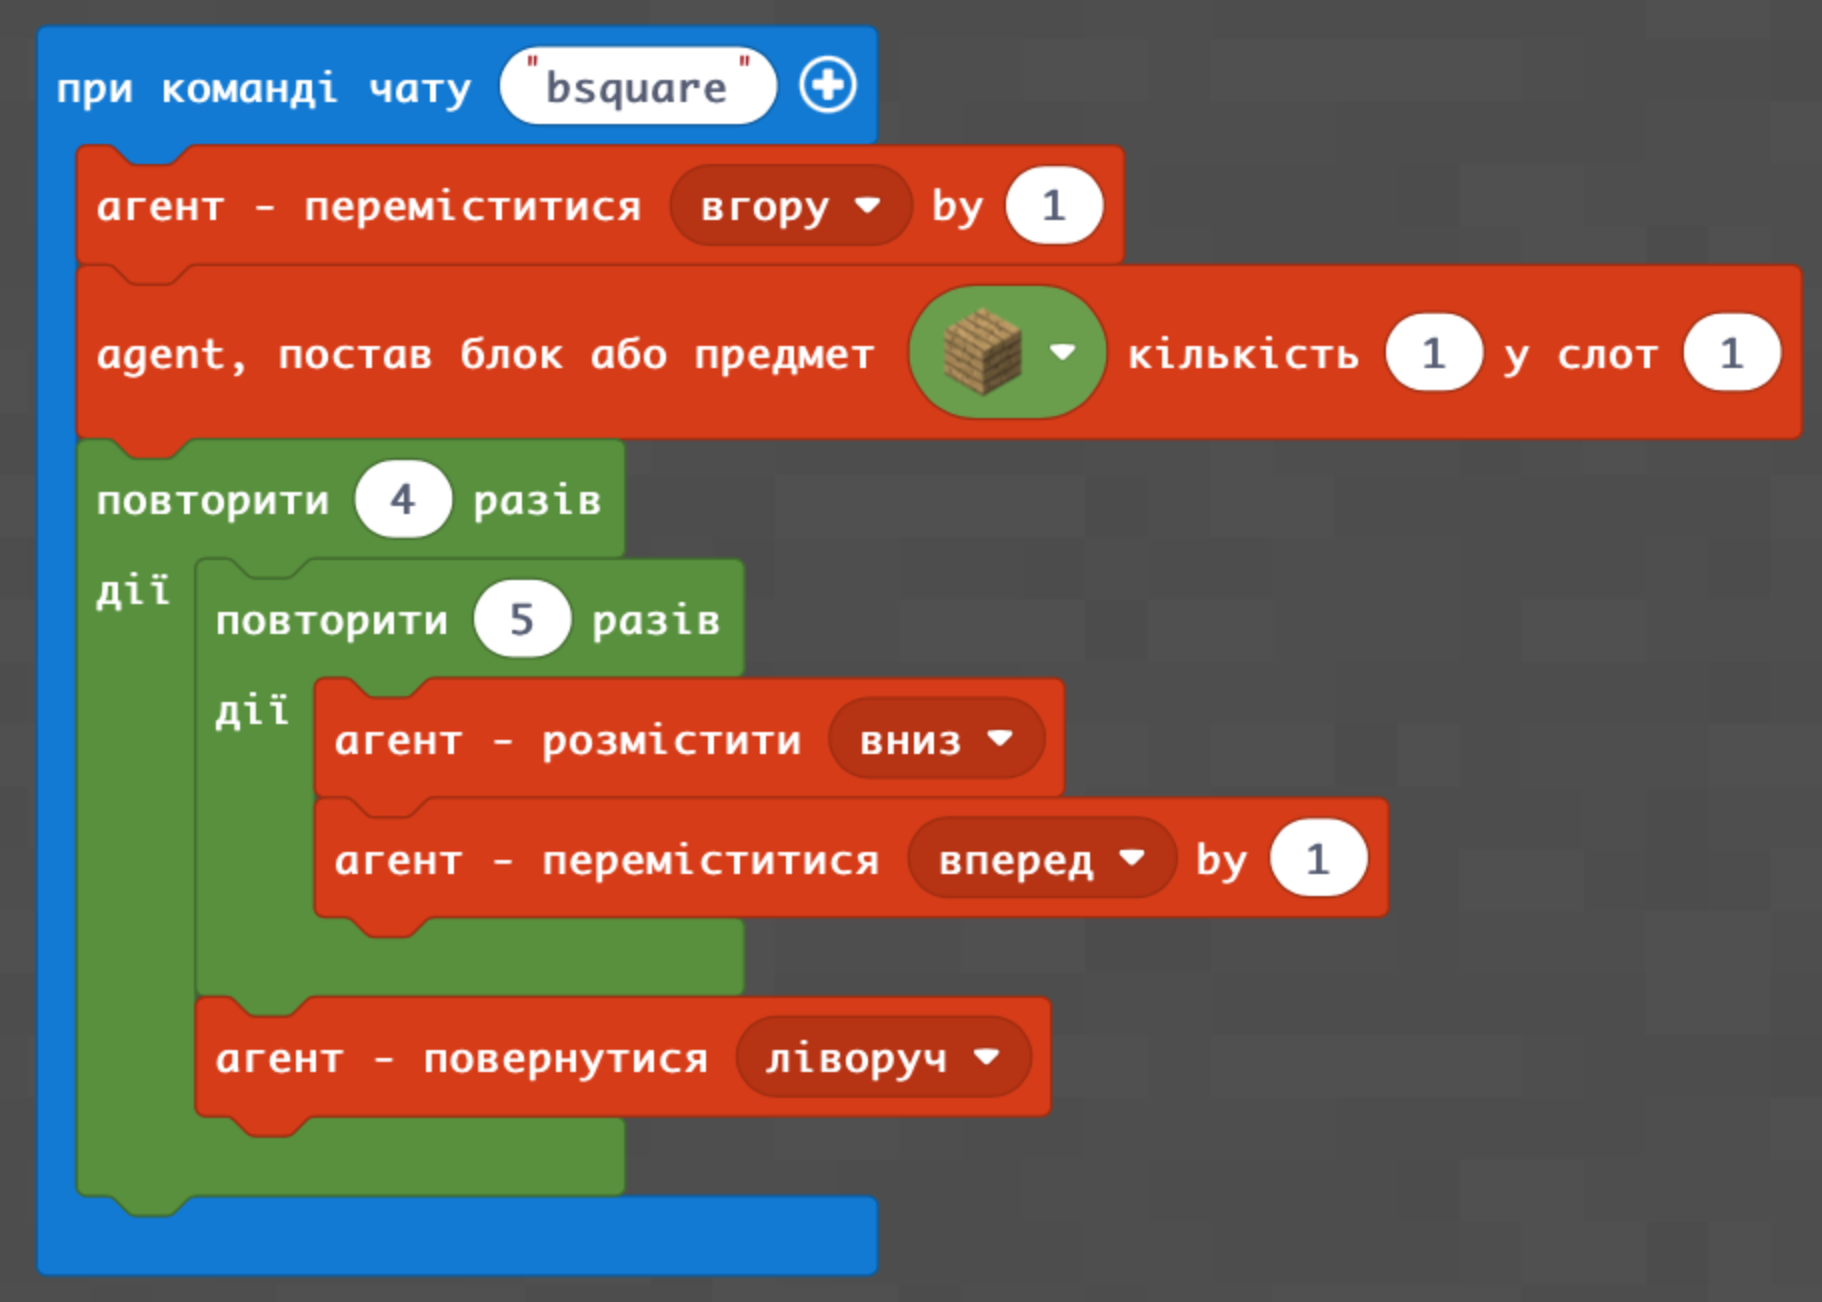 при команді чату "bsquare"
агент - переміститися вгору by 1
agent, постав блок або предмет кількість 1 у слот 1
повторити 4 разів
дії
повторити 5 разів
дії
агент - розмістити вниз
агент - переміститися вперед by 1
агент - повернутися ліворуч